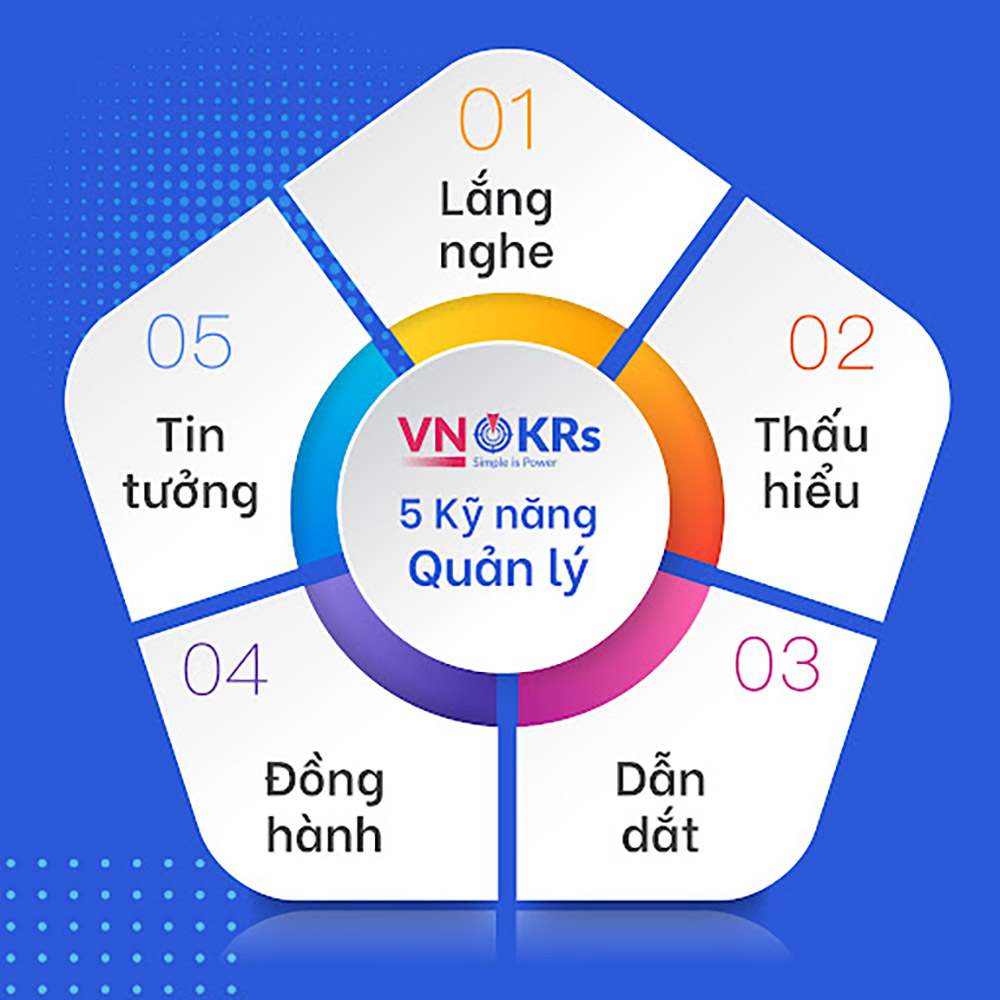 01
Lắng
nghe
02
Thấu
hiểu
03
Dẫn
dắt
04
Đồng
hành
05
Tin
tưởng
VNOKRs
Simple is Power
5 Kỹ năng
Quản lý